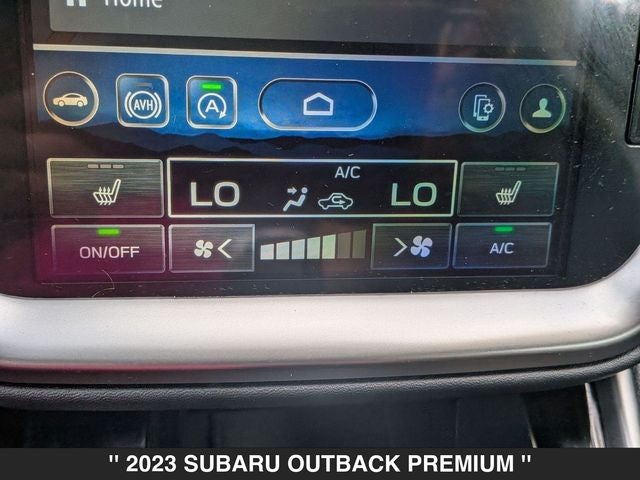 Home
AVH
A
A/C
LO LO
ON/OFF < > A/C
" 2023 SUBARU OUTBACK PREMIUM "